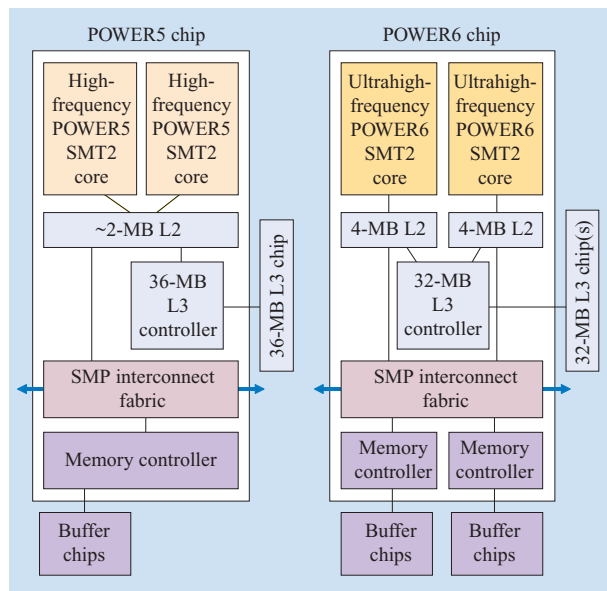 POWER5 chip
High-
frequency
POWER5
SMT2
core
High-
frequency
POWER5
SMT2
core
~2-MB L2
36-MB
L3
controller
36-MB L3 chip
SMP interconnect
fabric
Memory controller
Buffer
chips
POWER6 chip
Ultrahigh-
frequency
POWER6
SMT2
core
Ultrahigh-
frequency
POWER6
SMT2
core
4-MB L2
4-MB L2
32-MB
L3
controller
32-MB L3 chip(s)
SMP interconnect
fabric
Memory
controller
Memory
controller
Buffer
chips
Buffer
chips